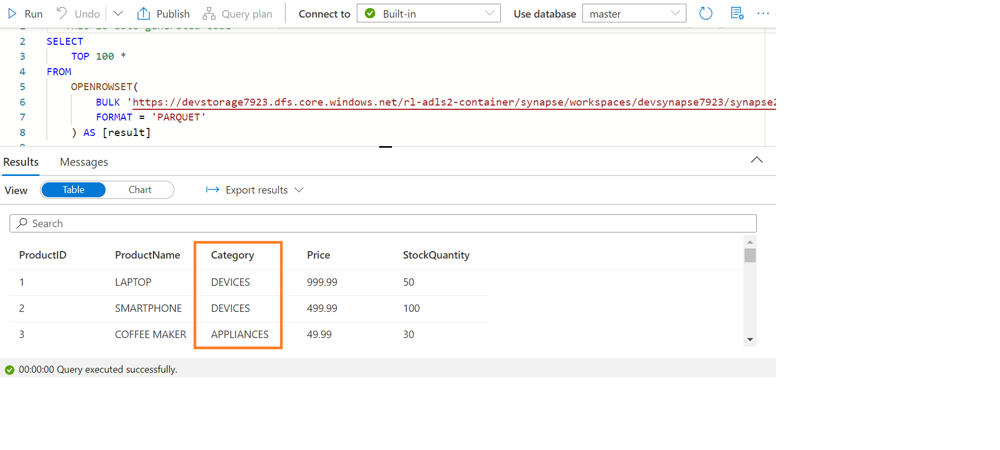 Run Undo Publish Query plan Connect to Built-in Use database master ...
2 SELECT
3 TOP 100 *
4 FROM
5 OPENROWSET(
6 BULK 'https://devstorage7923.dfs.core.windows.net/rl-adls2-container/synapse/workspaces/devsynapse7923/synapse2
7 FORMAT = 'PARQUET'
8 ) AS [result]
Results Messages
View Table Chart Export results
Search
ProductID ProductName Category Price StockQuantity
1 LAPTOP DEVICES 999.99 50
2 SMARTPHONE DEVICES 499.99 100
3 COFFEE MAKER APPLIANCES 49.99 30
00:00:00 Query executed successfully.